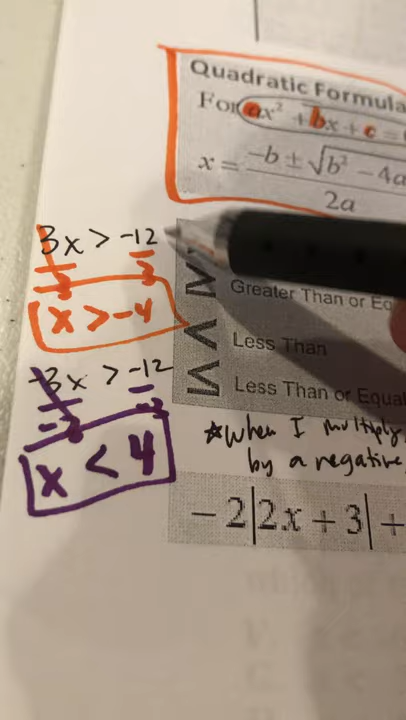 Quadratic Formula
For ax² + bx + c =
x = -b ± √b² - 4a
2a
3x > -12
3 3
x > -4
≥ Greater Than or Eq
< Less Than
≤ Less Than or Equal
-3x > -12
-3 -3
x < 4
★When I multiply
by a negative
-2|2x + 3| +